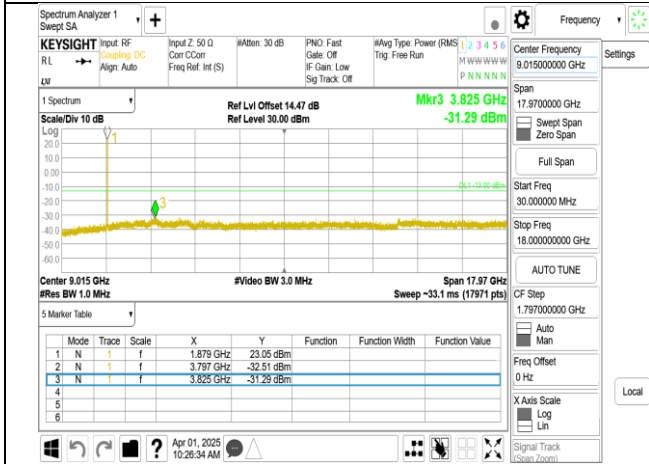 Spectrum Analyzer 1
Swept SA
+
Frequency
Settings
KEYSIGHT
RL
LXI
Input: RF
Coupling: DC
Align: Auto
Input Z: 50 Ω
Corr CCorr
Freq Ref: Int (S)
#Atten: 30 dB
PNO: Fast
Gate: Off
IF Gain: Low
Sig Track: Off
#Avg Type: Power (RMS
Trig: Free Run
1 2 3 4 5 6
M W W W W W
P N N N N N
Center Frequency
9.015000000 GHz
Span
17.9700000 GHz
Swept Span
Zero Span
Full Span
Start Freq
30.000000 MHz
Stop Freq
18.000000000 GHz
AUTO TUNE
CF Step
1.797000000 GHz
Auto
Man
Freq Offset
0 Hz
X Axis Scale
Log
Lin
Signal Track
(Span Zoom)
Local
1 Spectrum
Scale/Div 10 dB
Ref Lvl Offset 14.47 dB
Ref Level 30.00 dBm
Mkr3 3.825 GHz
-31.29 dBm
Log
20.0
10.0
0.00
-10.0
-20.0
-30.0
-40.0
-50.0
-60.0
1
3
DL1 -13.00 dBm
Center 9.015 GHz
#Res BW 1.0 MHz
#Video BW 3.0 MHz
Span 17.97 GHz
Sweep ~33.1 ms (17971 pts)
5 Marker Table
Mode Trace Scale X Y Function Function Width Function Value
1 N 1 f 1.879 GHz 23.05 dBm
2 N 1 f 3.797 GHz -32.51 dBm
3 N 1 f 3.825 GHz -31.29 dBm
4
5
6
?
Apr 01, 2025
10:26:34 AM